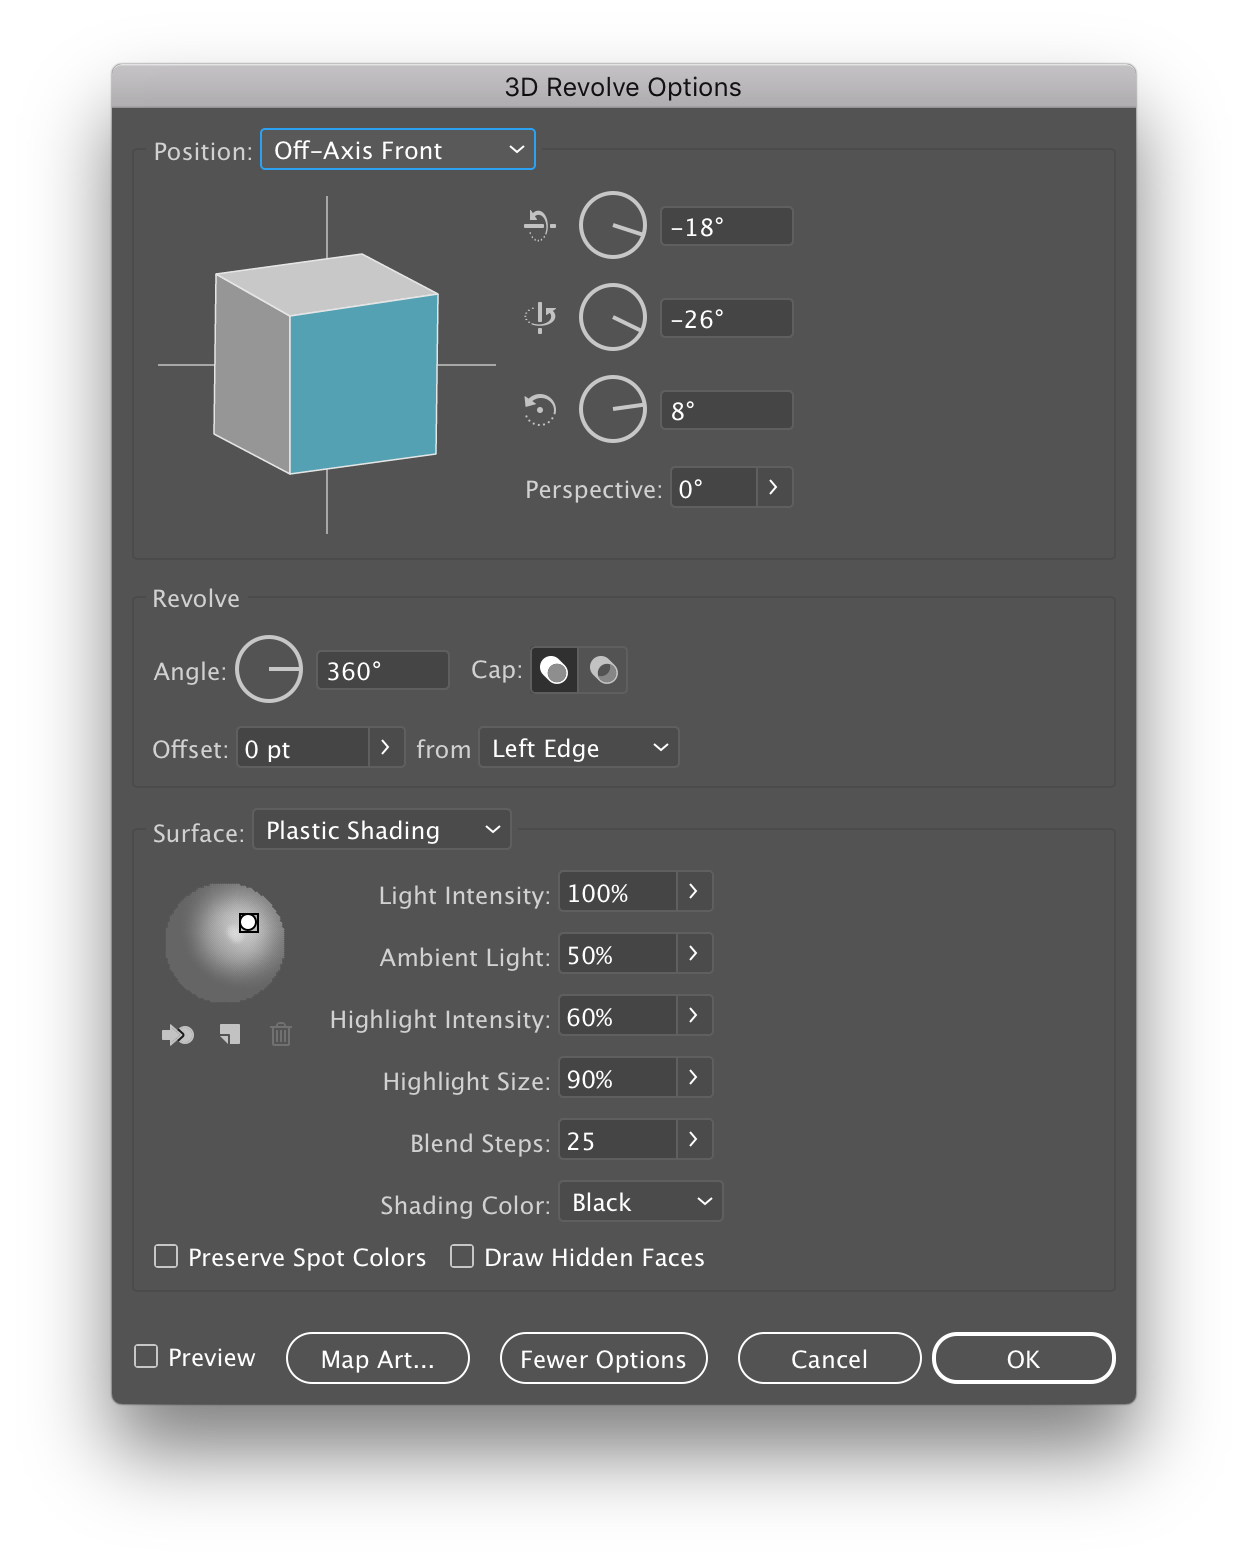 3D Revolve Options
Position: Off-Axis Front
-18°
-26°
8°
Perspective: 0°
Revolve
Angle: 360° Cap:
Offset: 0 pt from Left Edge
Surface: Plastic Shading
Light Intensity: 100%
Ambient Light: 50%
Highlight Intensity: 60%
Highlight Size: 90%
Blend Steps: 25
Shading Color: Black
Preserve Spot Colors Draw Hidden Faces
Preview Map Art... Fewer Options Cancel OK